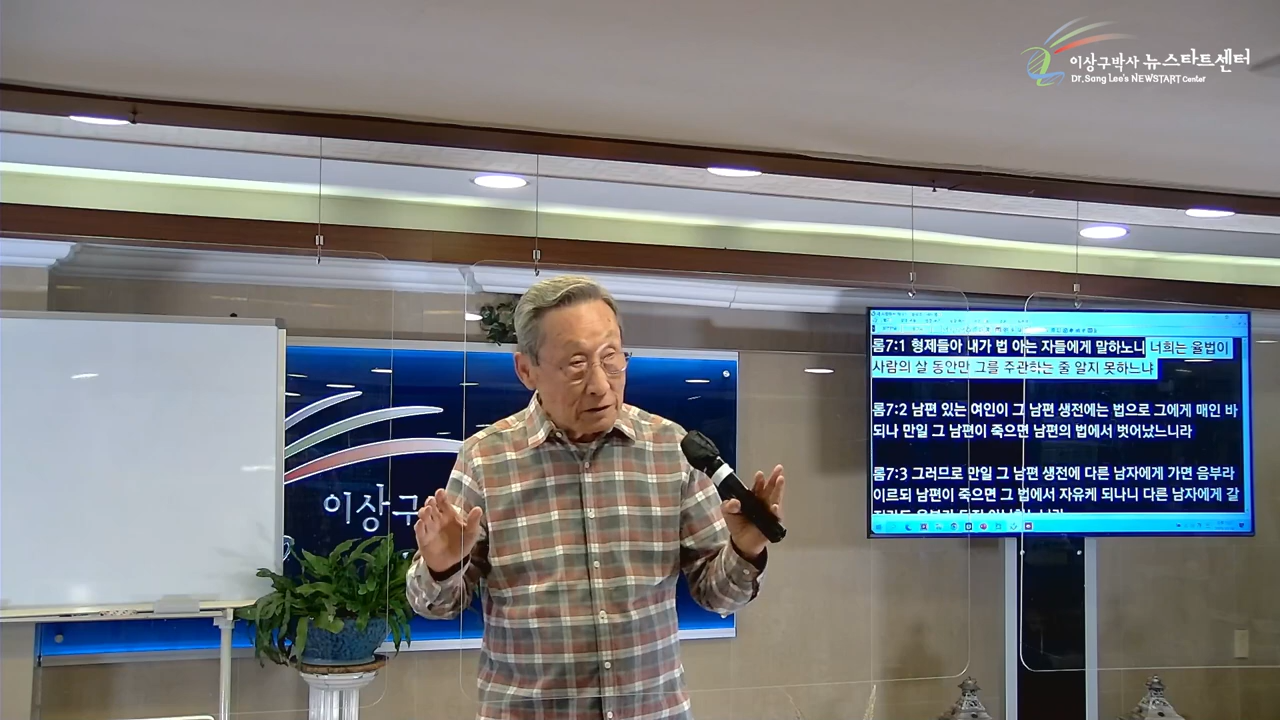 이상구박사 뉴스타트센터
Dr. Sang Lee's NEWSTART Center
롬7:1 형제들아 내가 법 아는 자들에게 말하노니 너희는 율법이
사람의 살 동안만 그를 주관하는 줄 알지 못하느냐
롬7:2 남편 있는 여인이 그 남편 생전에는 법으로 그에게 매인 바
되나 만일 그 남편이 죽으면 남편의 법에서 벗어났느니라
롬7:3 그러므로 만일 그 남편 생전에 다른 남자에게 가면 음부라
이르되 남편이 죽으면 그 법에서 자유케 되나니 다른 남자에게 갈
이상구